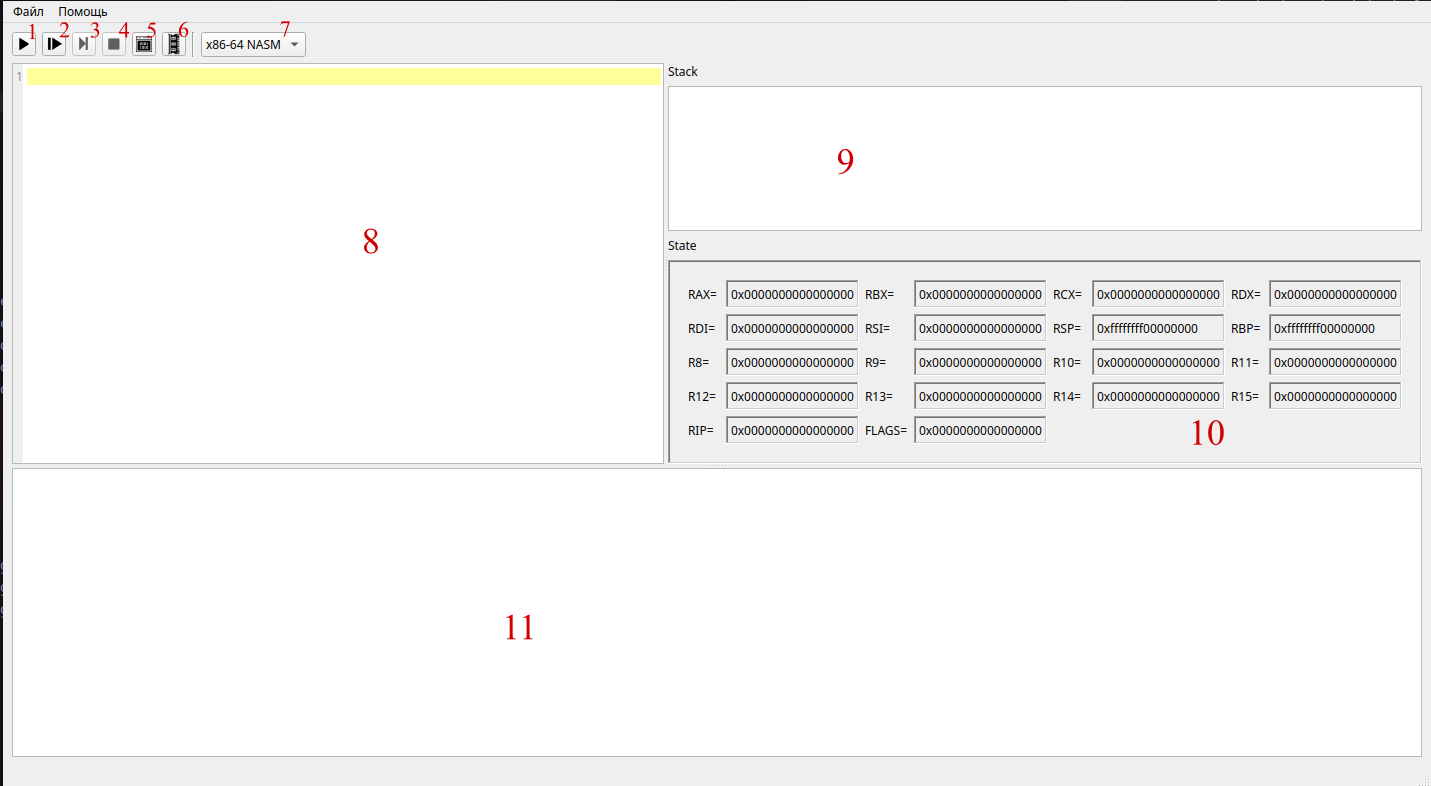 Файл Помощь
1 2 3 4 5 6 7
x86-64 NASM
1
Stack
8
9
State
RAX= 0x0000000000000000 RBX= 0x0000000000000000 RCX= 0x0000000000000000 RDX= 0x0000000000000000
RDI= 0x0000000000000000 RSI= 0x0000000000000000 RSP= 0xffffffff00000000 RBP= 0xffffffff00000000
R8= 0x0000000000000000 R9= 0x0000000000000000 R10= 0x0000000000000000 R11= 0x0000000000000000
R12= 0x0000000000000000 R13= 0x0000000000000000 R14= 0x0000000000000000 R15= 0x0000000000000000
RIP= 0x0000000000000000 FLAGS= 0x0000000000000000
10
11